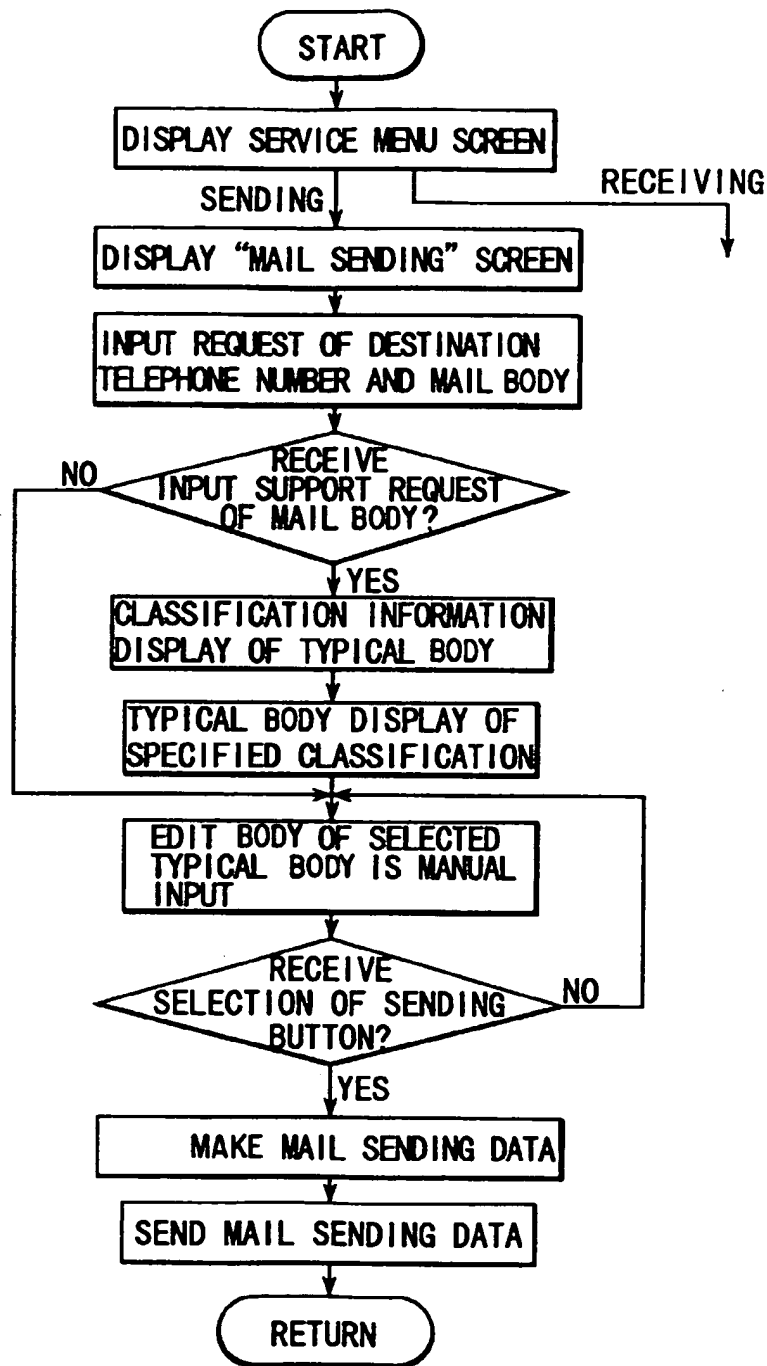 START
DISPLAY SERVICE MENU SCREEN
RECEIVING
SENDING
DISPLAY “MAIL SENDING” SCREEN
INPUT REQUEST OF DESTINATION
TELEPHONE NUMBER AND MAIL BODY
NO
RECEIVE
INPUT SUPPORT REQUEST
OF MAIL BODY?
YES
CLASSIFICATION INFORMATION
DISPLAY OF TYPICAL BODY
TYPICAL BODY DISPLAY OF
SPECIFIED CLASSIFICATION
EDIT BODY OF SELECTED
TYPICAL BODY IS MANUAL
INPUT
RECEIVE
SELECTION OF SENDING
BUTTON?
NO
YES
MAKE MAIL SENDING DATA
SEND MAIL SENDING DATA
RETURN